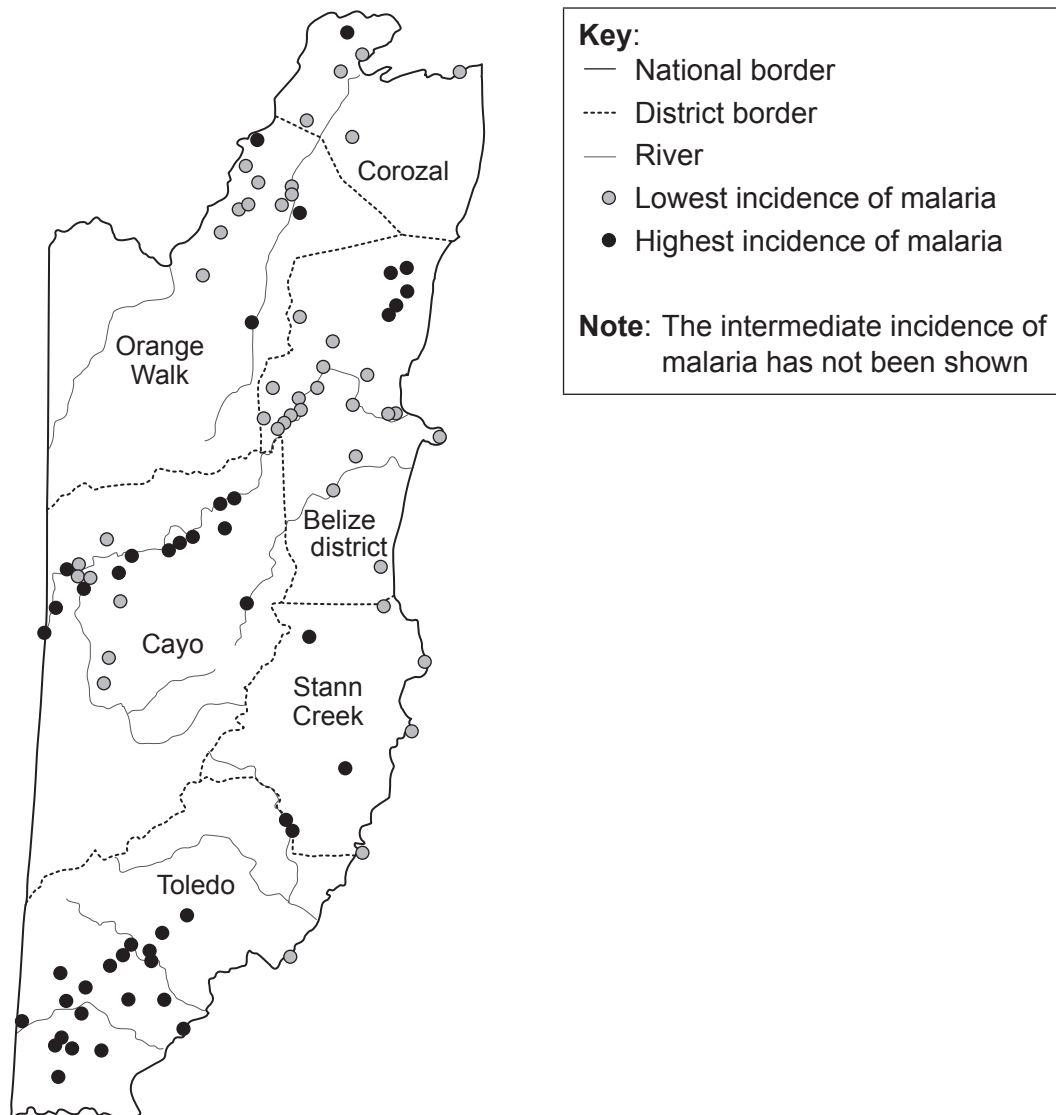 Key:
National border
District border
River
Lowest incidence of malaria
Highest incidence of malaria
Note: The intermediate incidence of
malaria has not been shown
Corozal
Orange
Walk
Belize
district
Cayo
Stann
Creek
Toledo